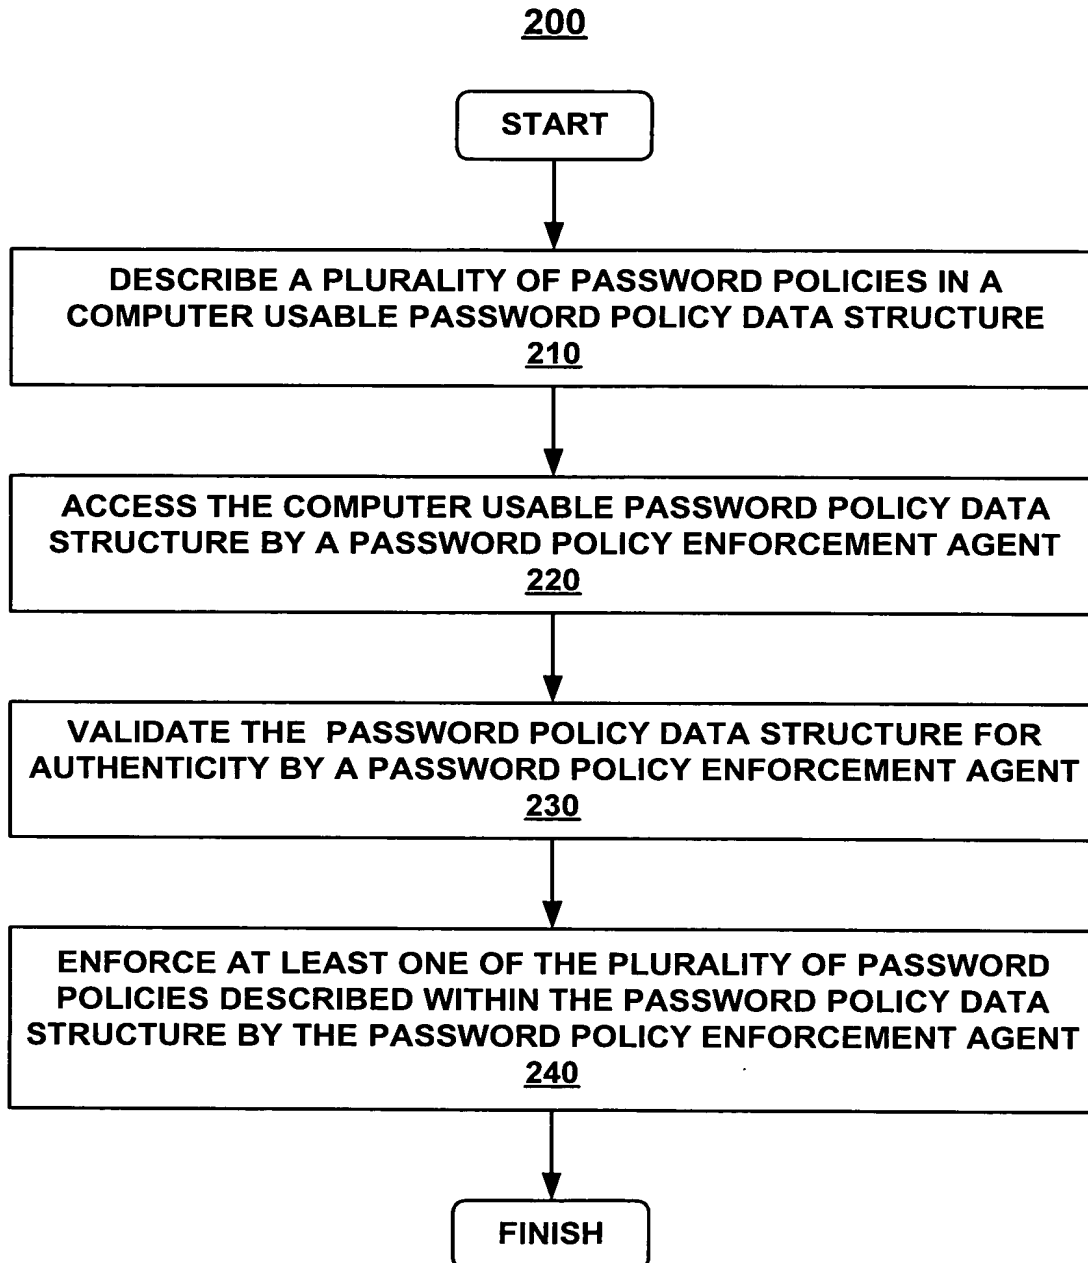 200
START
DESCRIBE A PLURALITY OF PASSWORD POLICIES IN A
COMPUTER USABLE PASSWORD POLICY DATA STRUCTURE
210
ACCESS THE COMPUTER USABLE PASSWORD POLICY DATA
STRUCTURE BY A PASSWORD POLICY ENFORCEMENT AGENT
220
VALIDATE THE PASSWORD POLICY DATA STRUCTURE FOR
AUTHENTICITY BY A PASSWORD POLICY ENFORCEMENT AGENT
230
ENFORCE AT LEAST ONE OF THE PLURALITY OF PASSWORD
POLICIES DESCRIBED WITHIN THE PASSWORD POLICY DATA
STRUCTURE BY THE PASSWORD POLICY ENFORCEMENT AGENT
240
FINISH